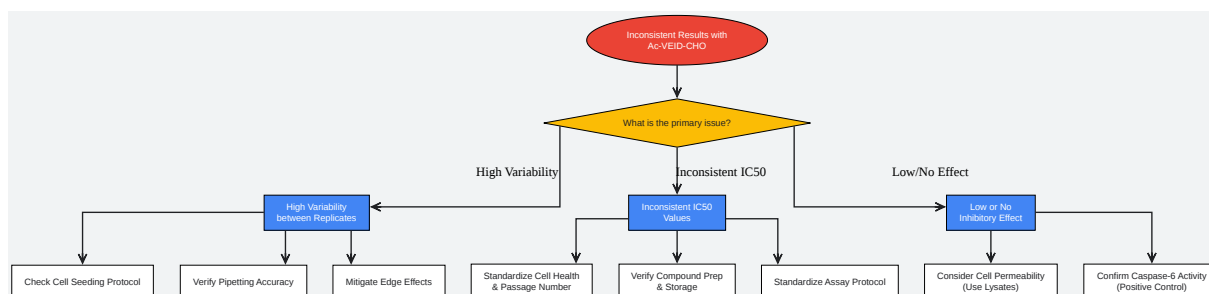 Inconsistent Results with
Ac-VEID-CHO
What is the primary issue?
High Variability
Inconsistent IC50
Low/No Effect
High Variability
between Replicates
Inconsistent IC50
Values
Low or No
Inhibitory Effect
Check Cell Seeding Protocol
Verify Pipetting Accuracy
Mitigate Edge Effects
Standardize Cell Health
& Passage Number
Verify Compound Prep
& Storage
Standardize Assay Protocol
Consider Cell Permeability
(Use Lysates)
Confirm Caspase-6 Activity
(Positive Control)